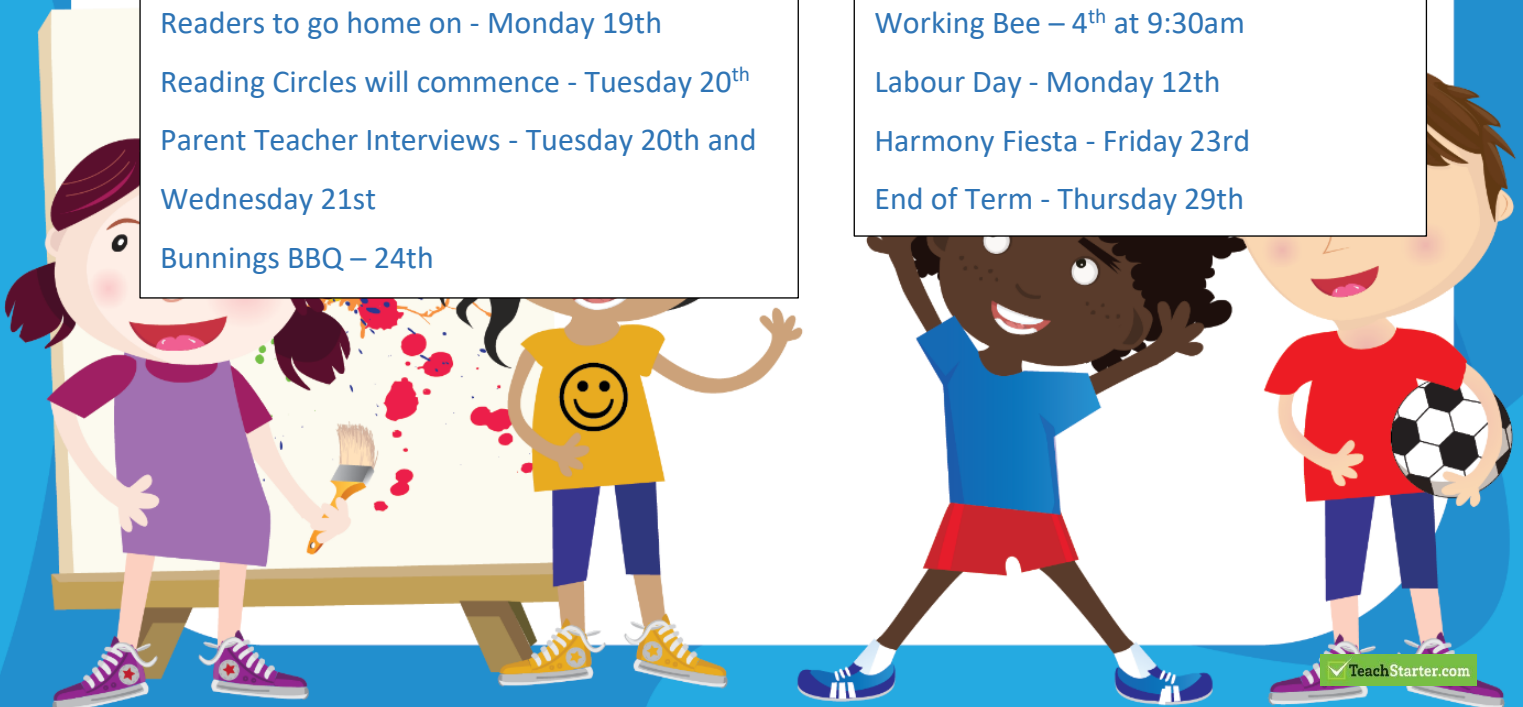 Readers to go home on - Monday 19th
Reading Circles will commence - Tuesday 20th
Parent Teacher Interviews - Tuesday 20th and
Wednesday 21st
Bunnings BBQ – 24th
Working Bee – 4th at 9:30am
Labour Day - Monday 12th
Harmony Fiesta - Friday 23rd
End of Term - Thursday 29th
TeachStarter.com